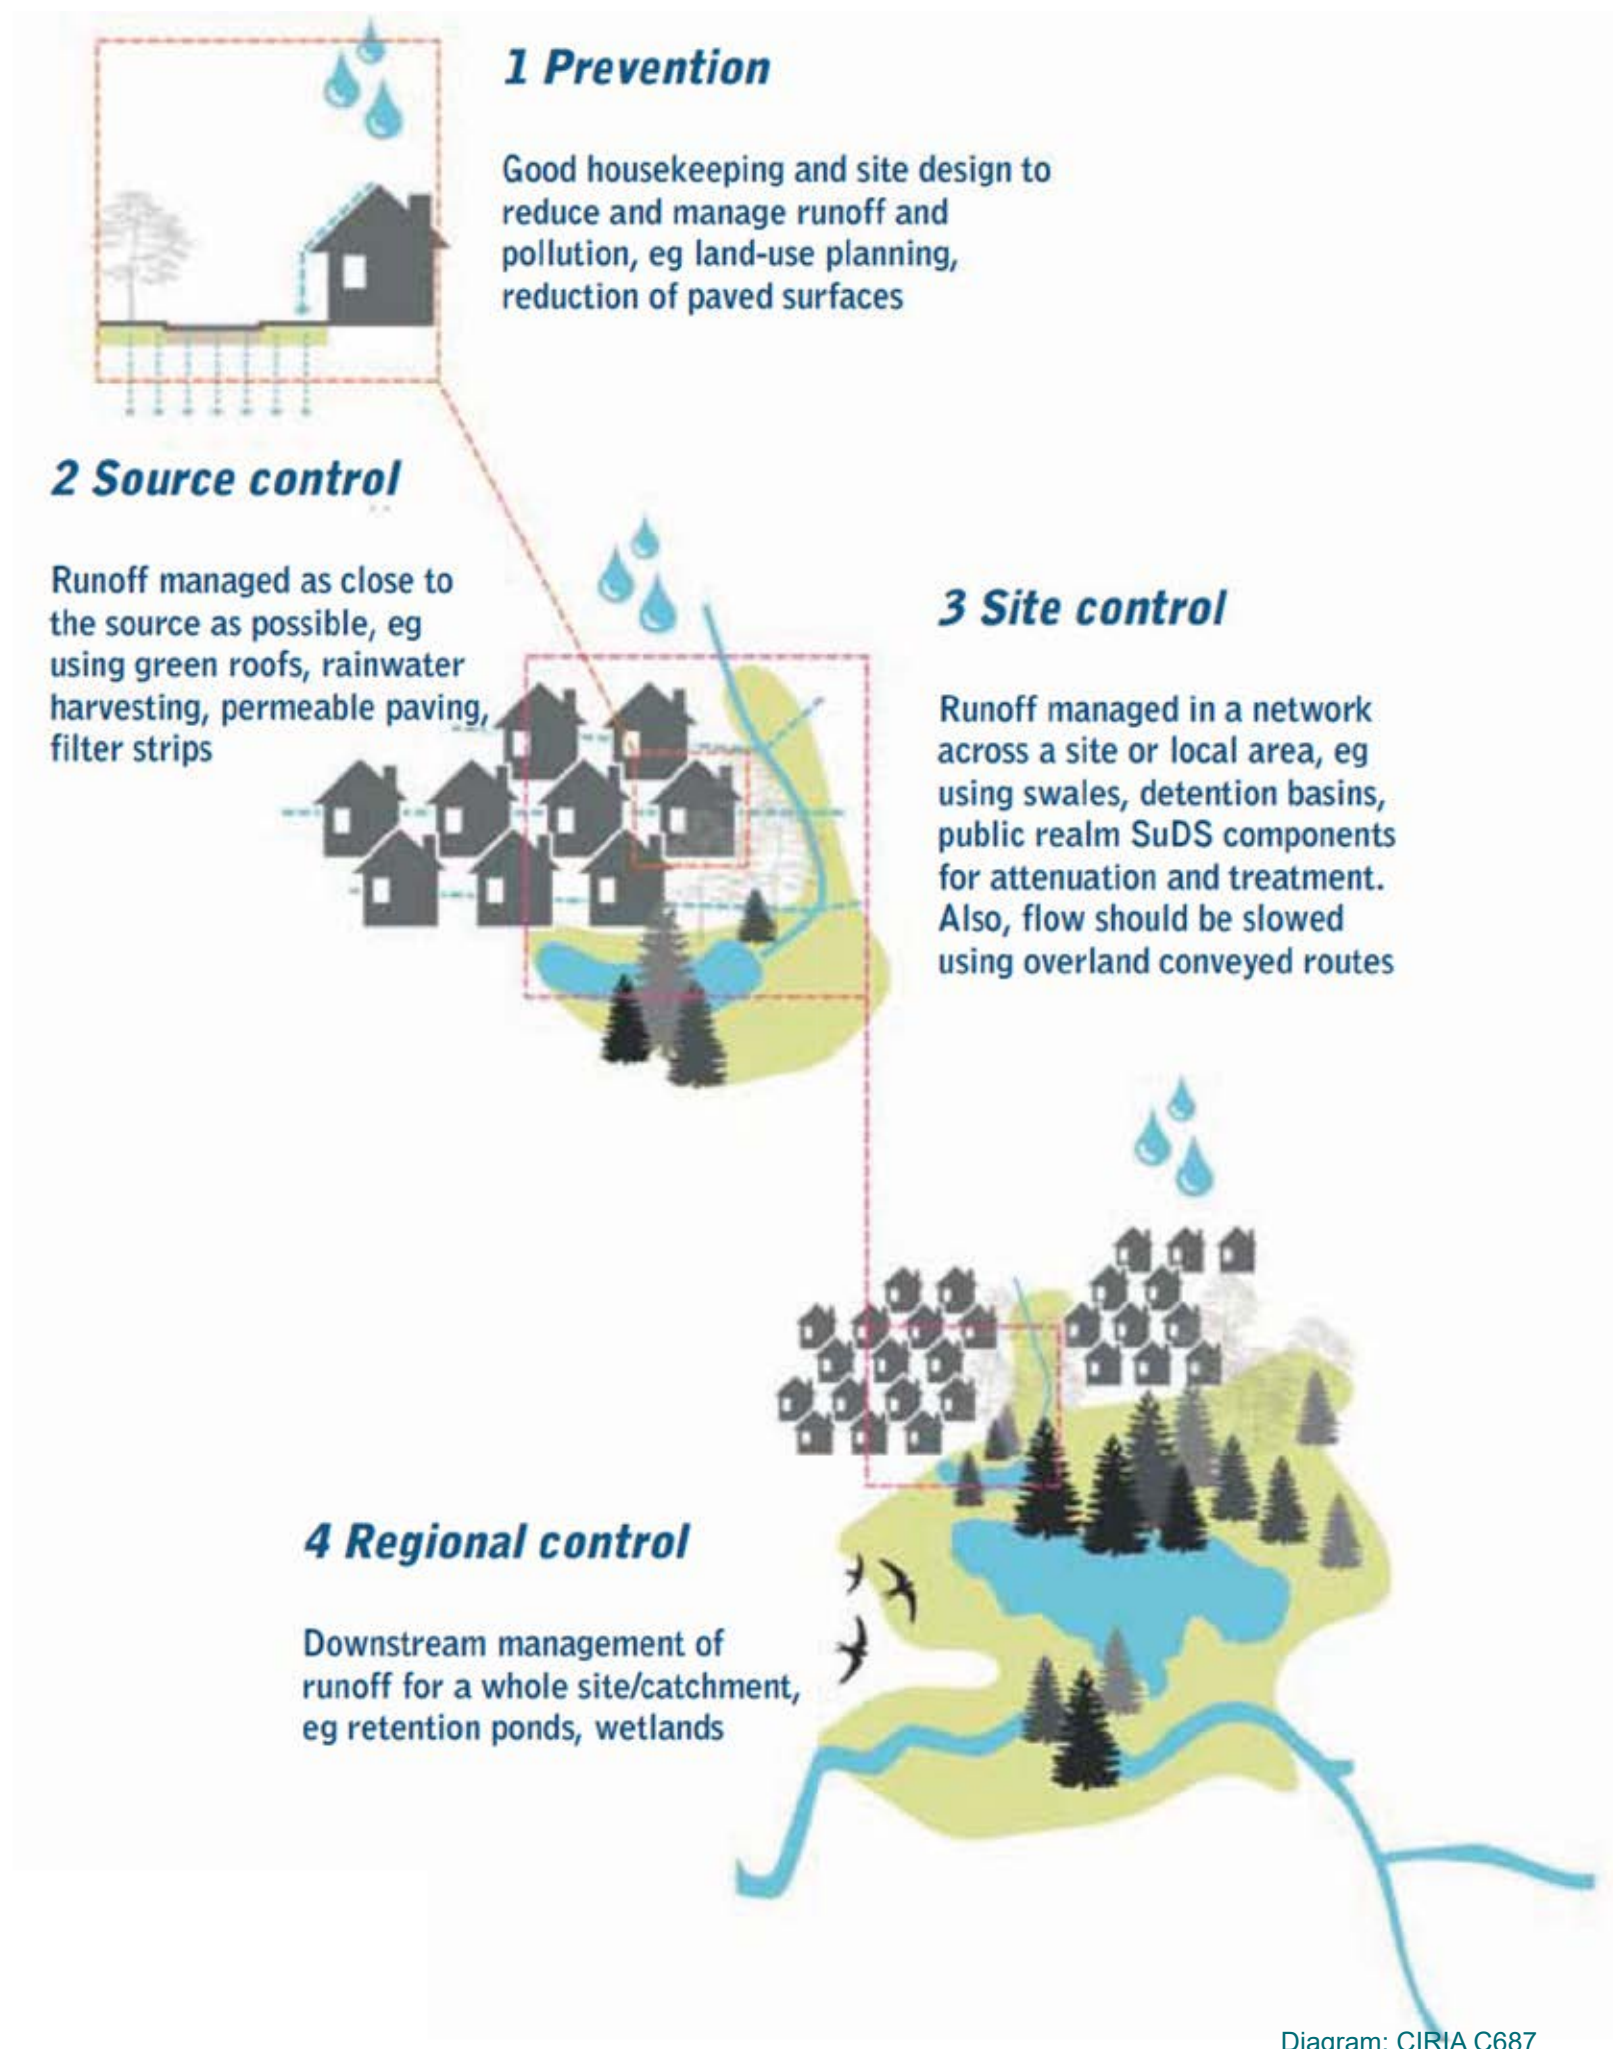 1 Prevention
Good housekeeping and site design to
reduce and manage runoff and
pollution, eg land-use planning,
reduction of paved surfaces
2 Source control
Runoff managed as close to
the source as possible, eg
using green roofs, rainwater
harvesting, permeable paving,
filter strips
3 Site control
Runoff managed in a network
across a site or local area, eg
using swales, detention basins,
public realm SuDS components
for attenuation and treatment.
Also, flow should be slowed
using overland conveyed routes
4 Regional control
Downstream management of
runoff for a whole site/catchment,
eg retention ponds, wetlands
Diagram: CIRIA C687